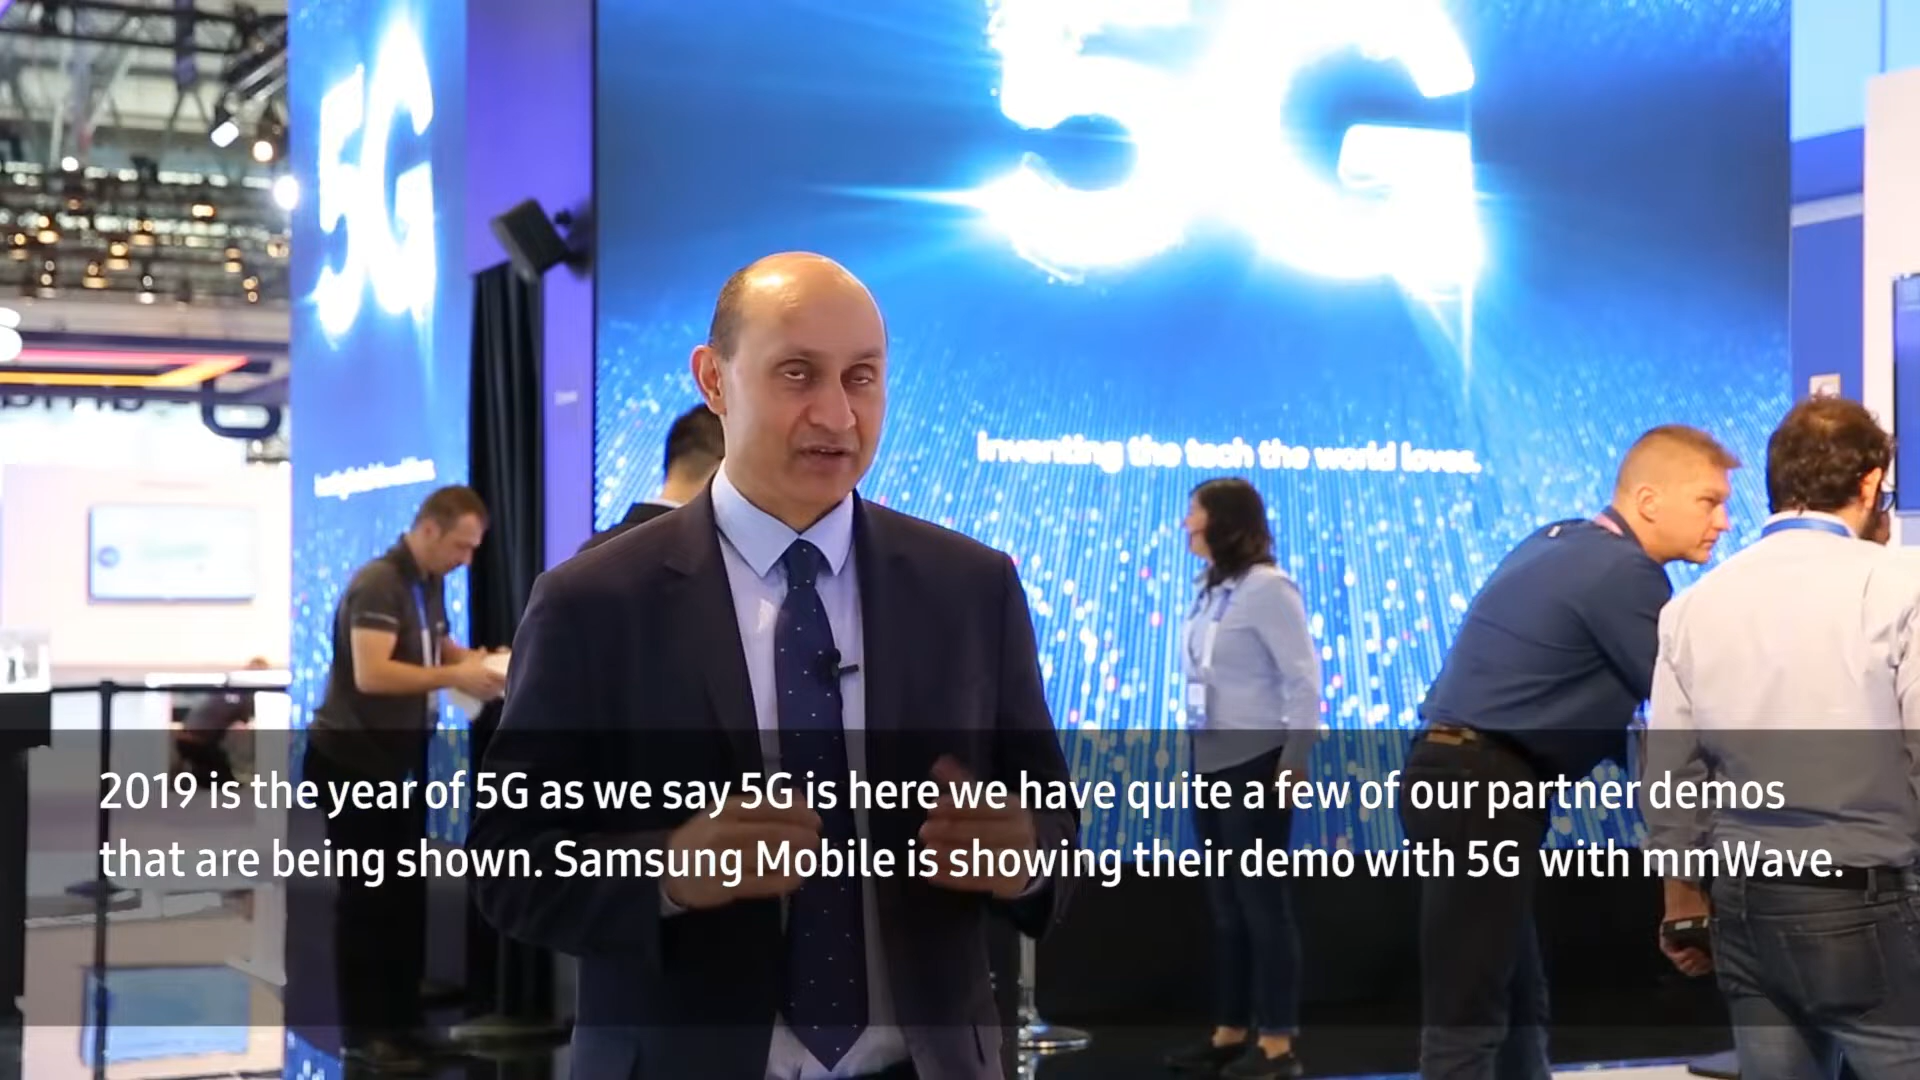 5G
5G
Inventing the tech the world loves.
2019 is the year of 5G as we say 5G is here we have quite a few of our partner demos
that are being shown. Samsung Mobile is showing their demo with 5G with mmWave.